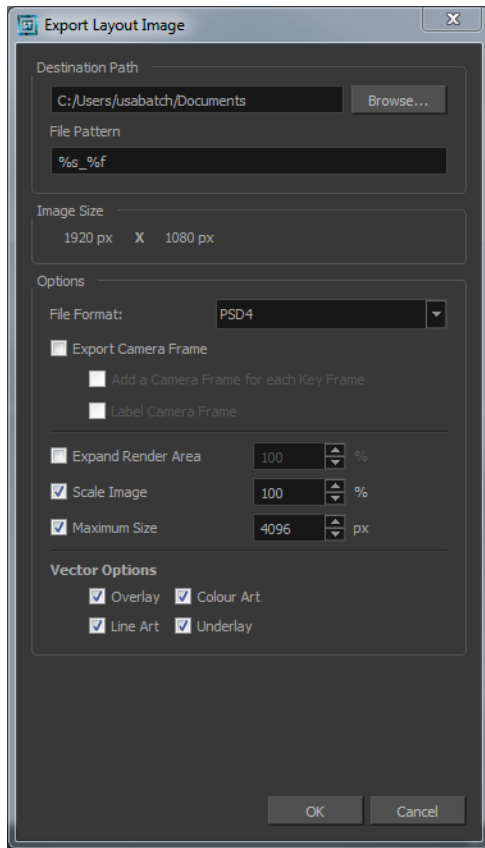 ST Export Layout Image
Destination Path
C:/Users/usabatch/Documents Browse...
File Pattern
%s_%f
Image Size
1920 px X 1080 px
Options
File Format: PSD4
Export Camera Frame
Add a Camera Frame for each Key Frame
Label Camera Frame
Expand Render Area 100 %
Scale Image 100 %
Maximum Size 4096 px
Vector Options
Overlay Colour Art
Line Art Underlay
OK Cancel